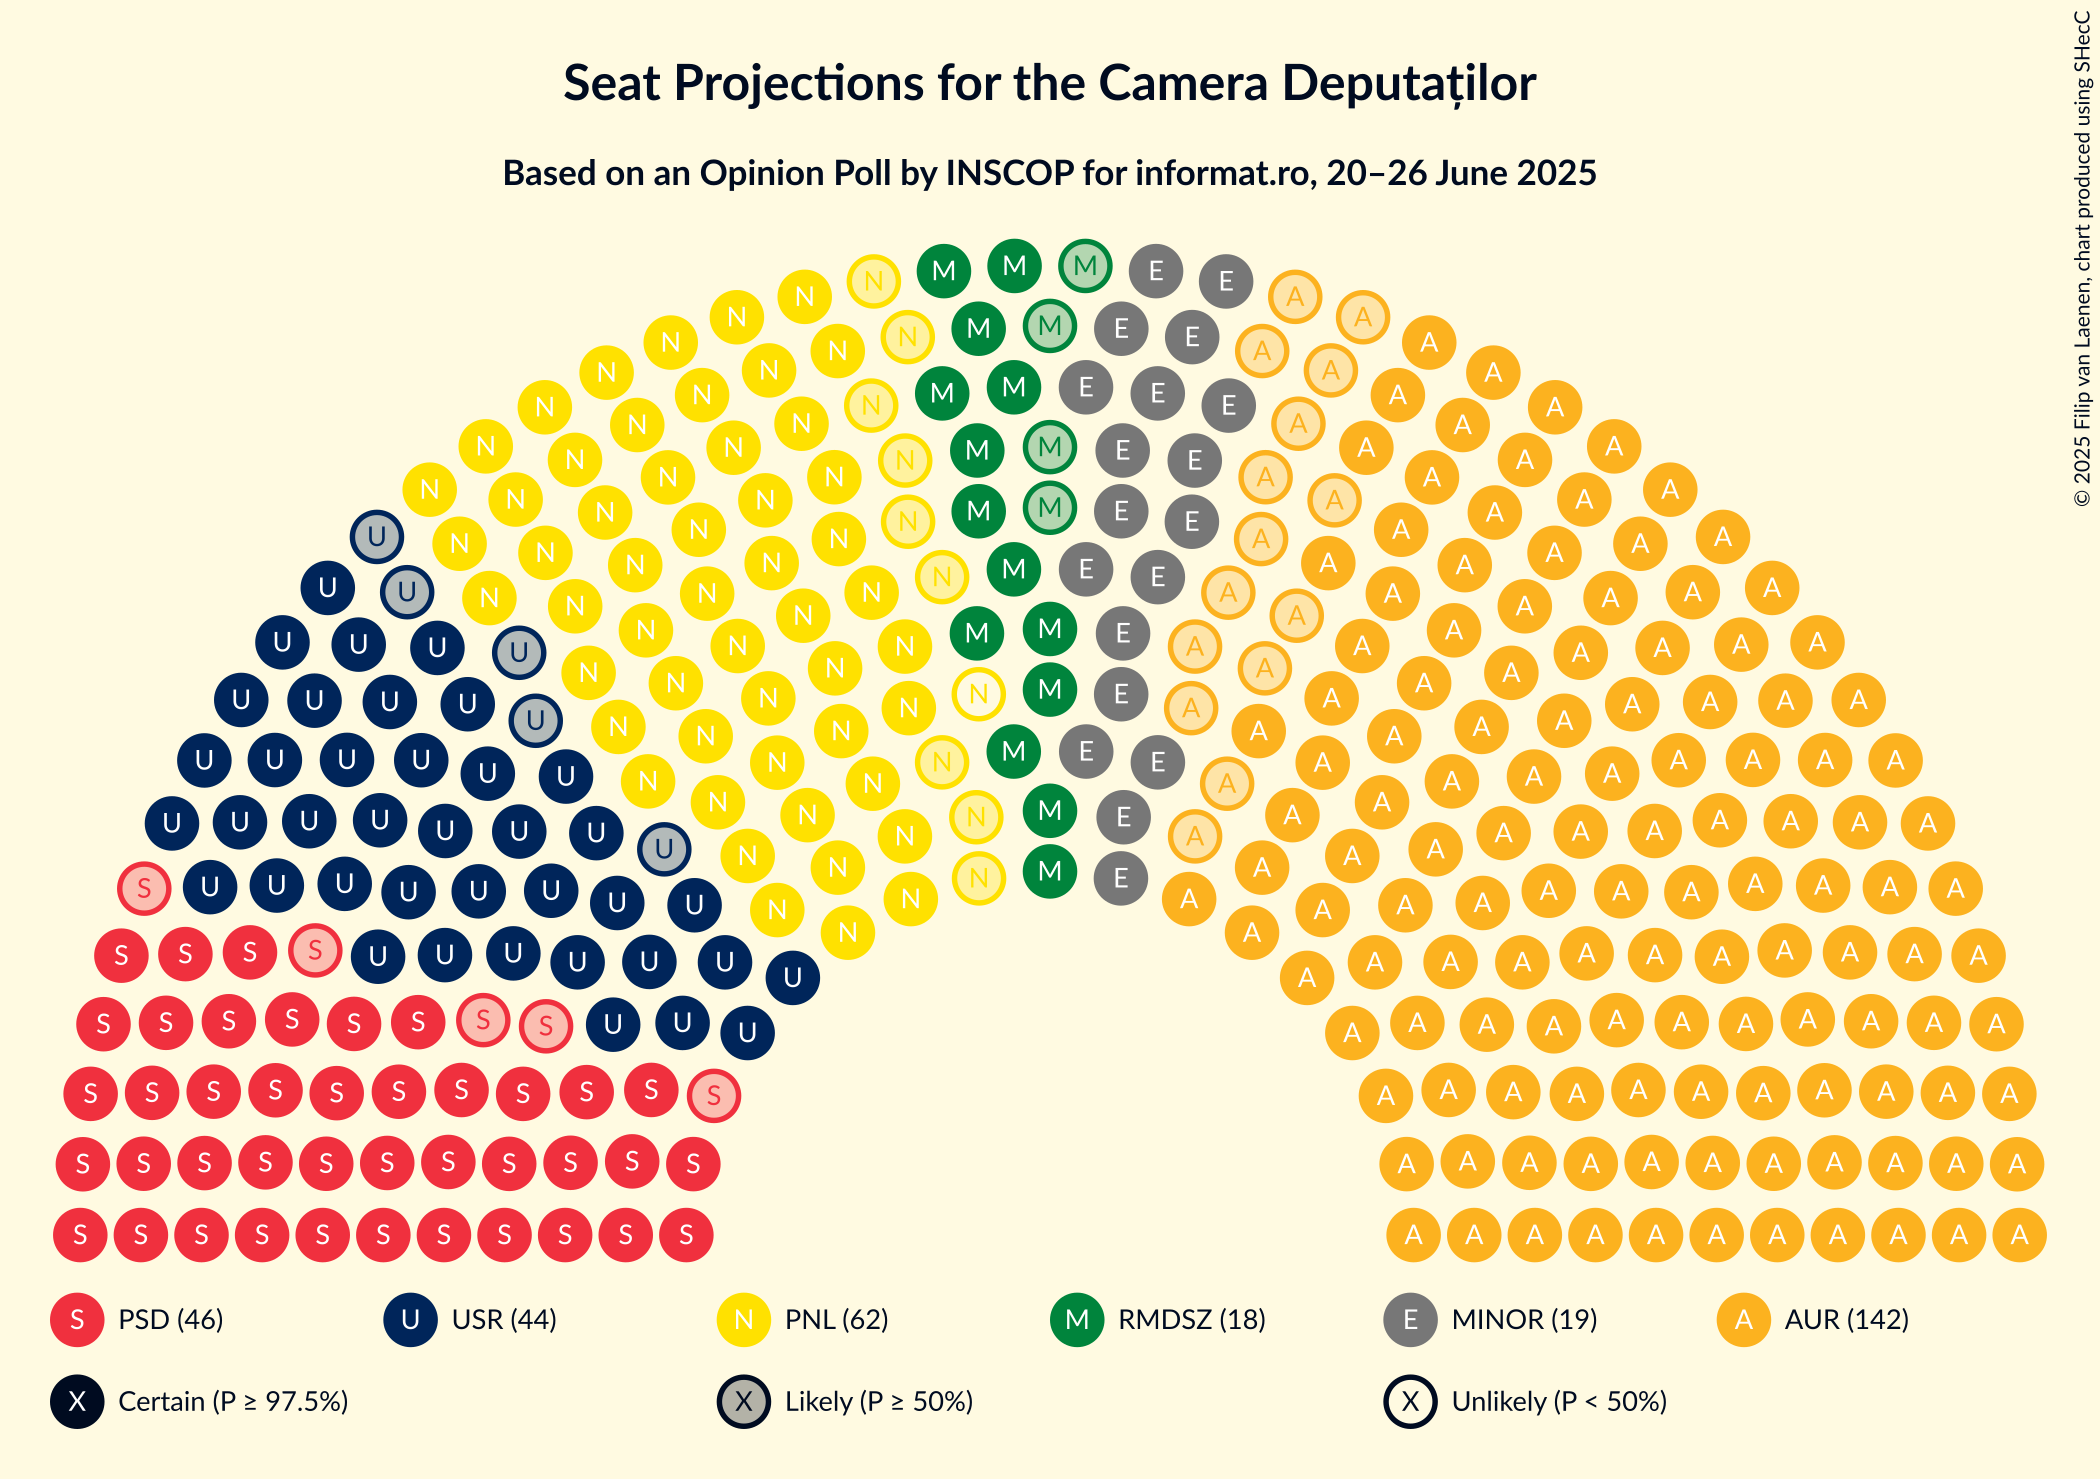 Seat Projections for the Camera Deputaților
Based on an Opinion Poll by INSCOP for informat.ro, 20–26 June 2025
© 2025 Filip van Laenen, chart produced using SHecC
S PSD (46) U USR (44) N PNL (62) M RMDSZ (18) E MINOR (19) A AUR (142)
X Certain (P ≥ 97.5%) X Likely (P ≥ 50%) X Unlikely (P < 50%)